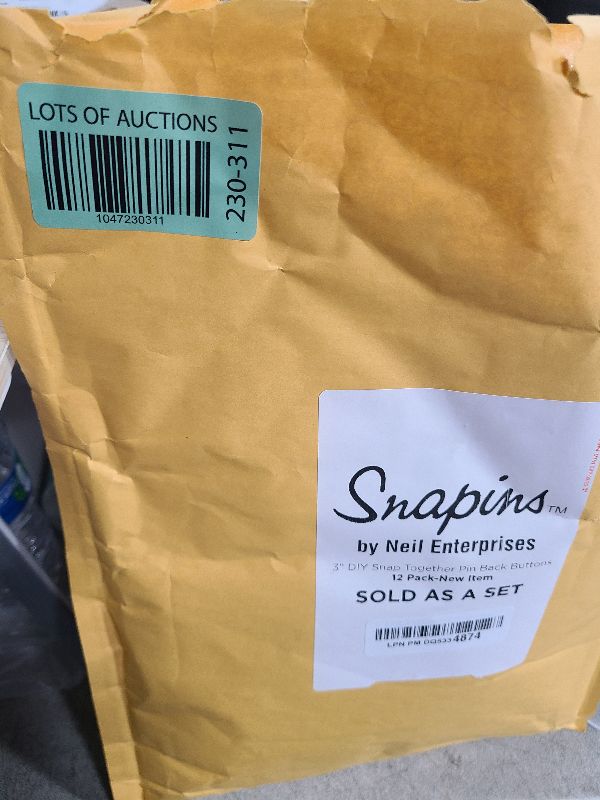 LOTS OF AUCTIONS
230-311
1047230311
Snapins™
by Neil Enterprises
3" DIY Snap Together Pin Back Buttons
12 Pack-New Item
SOLD AS A SET
4874